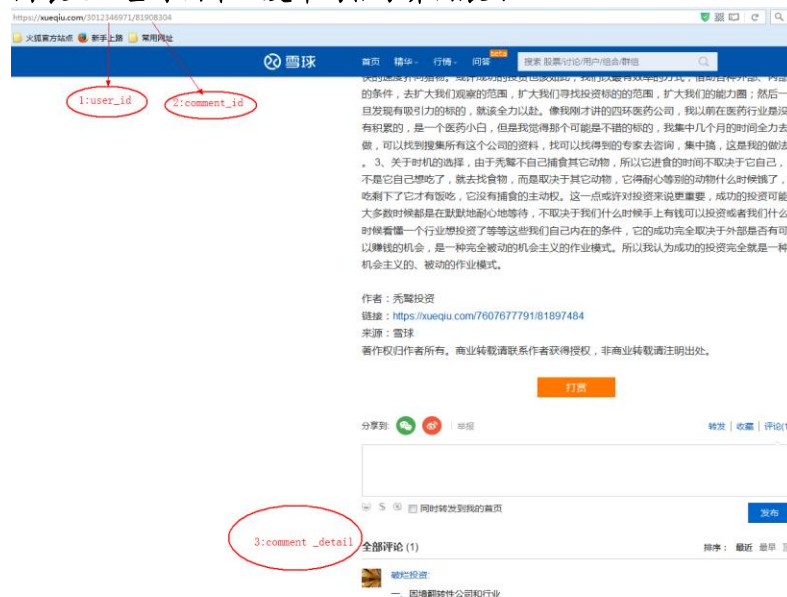 https://xueqiu.com/3012346971/81908304
火狐官方站点 新手上路 常用网址
雪球 首页 精华 行情 问答 beta 搜索 股票/讨论/用户/组合/群组
1:user_id
2:comment_id
的条件，去扩大我们观察的范围，扩大我们寻找投资标的的范围，扩大我们的能力圈；然后一
旦发现有吸引力的标的，就该全力以赴。像我刚才讲的四环医药公司，我以前在医药行业是没
有积累的，是一个医药小白，但是我觉得那个可能是不错的标的，我集中几个月的时间全力去
做，可以找到搜集所有这个公司的资料，找可以找得到的专家去咨询，集中搞，这是我的做法
。 3、关于时机的选择，由于秃鹫不自己捕食其它动物，所以它进食的时间不取决于它自己，
不是它自己想吃了，就去找食物，而是取决于其它动物，它得耐心等别的动物什么时候饿了，
吃剩下了它才有饭吃，它没有捕食的主动权。这一点或许对投资来说更重要，成功的投资可能
大多数时候都是在默默地耐心地等待，不取决于我们什么时候手上有钱可以投资或者我们什么
时候看懂一个行业想投资了等等这些我们自己内在的条件，它的成功完全取决于外部是否有可
以赚钱的机会，是一种完全被动的机会主义的作业模式。所以我认为成功的投资完全就是一种
机会主义的、被动的作业模式。
作者：秃鹫投资
链接：https://xueqiu.com/7607677791/81897484
来源：雪球
著作权归作者所有。商业转载请联系作者获得授权，非商业转载请注明出处。
打赏
分享到: 举报 转发 | 收藏 | 评论(1
同时转发到我的首页
发布
3:comment _detail
全部评论 (1) 排序： 最近 最早
破烂投资:
一、困境翻转性公司和行业